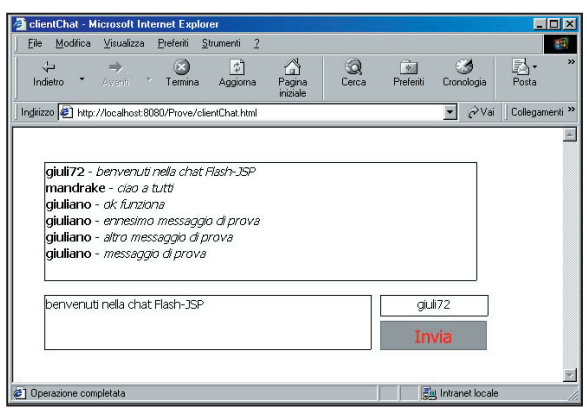 clientChat - Microsoft Internet Explorer
File Modifica Visualizza Preferiti Strumenti ?
Indietro Avanti Termina Aggiorna Pagina iniziale Cerca Preferiti Cronologia Posta »
Indirizzo http://localhost:8080/Prove/clientChat.html Vai Collegamenti »
giuli72 - benvenuti nella chat Flash-JSP
mandrake - ciao a tutti
giuliano - ok funziona
giuliano - ennesimo messaggio di prova
giuliano - altro messaggio di prova
giuliano - messaggio di prova
benvenuti nella chat Flash-JSP giuli72
Invia
Operazione completata Intranet locale